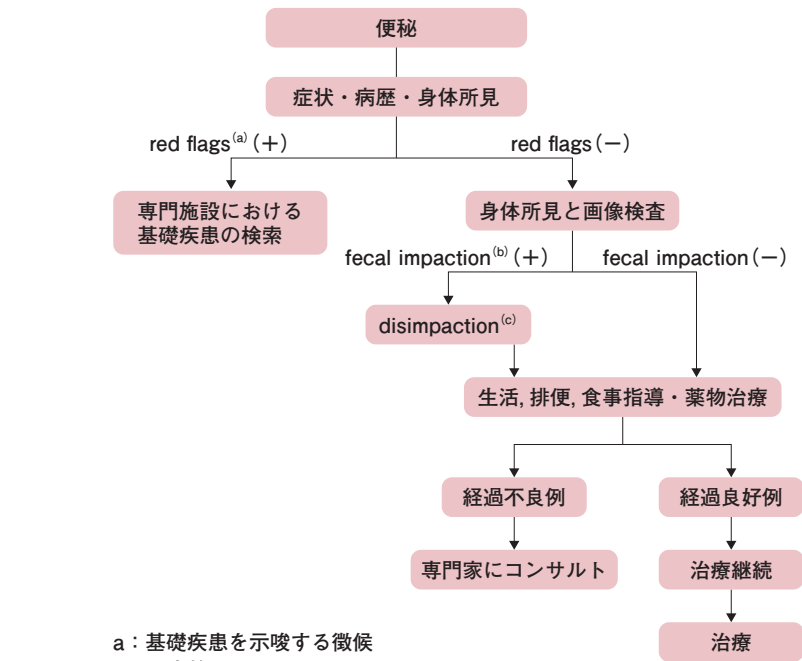 便秘
症状・病歴・身体所見
red flags(a)(+)
red flags(−)
専門施設における
基礎疾患の検索
身体所見と画像検査
fecal impaction(b)(+)
fecal impaction(−)
disimpaction(c)
生活, 排便, 食事指導・薬物治療
経過不良例
経過良好例
専門家にコンサルト
治療継続
a：基礎疾患を示唆する徴候
治療